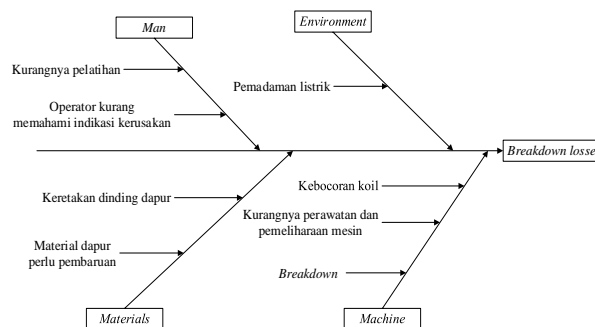 Man
Environment
Kurangnya pelatihan
Pemadaman listrik
Operator kurang
memahami indikasi kerusakan
Breakdown losse
Keretakan dinding dapur
Kebocoran koil
Kurangnya perawatan dan
pemeliharaan mesin
Material dapur
perlu pembaruan
Breakdown
Materials
Machine